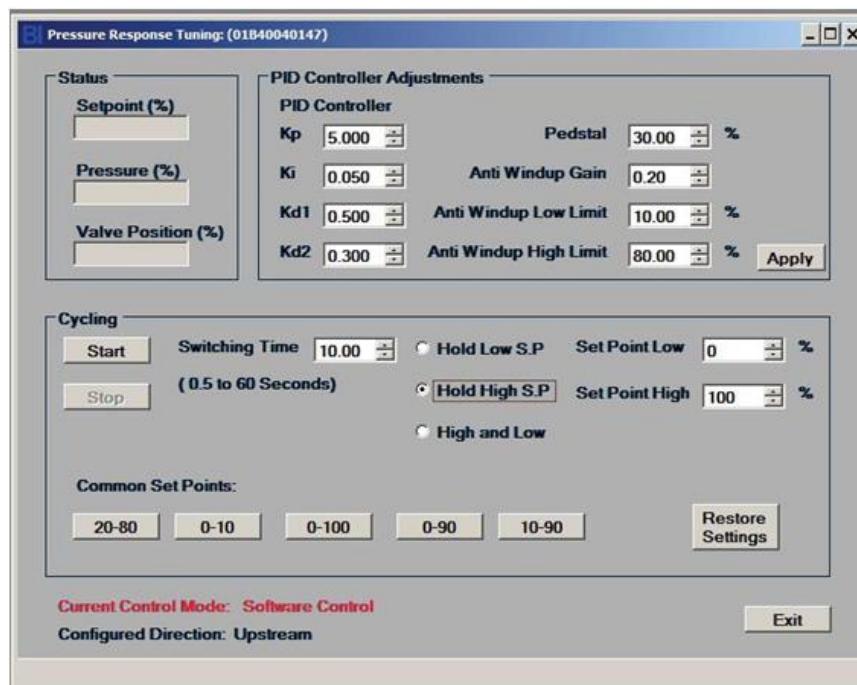 BI Pressure Response Tuning: (01B40040147)
Status
Setpoint (%)
Pressure (%)
Valve Position (%)
PID Controller Adjustments
PID Controller
Kp 5.000 Pedstal 30.00 %
Ki 0.050 Anti Windup Gain 0.20
Kd1 0.500 Anti Windup Low Limit 10.00 %
Kd2 0.300 Anti Windup High Limit 80.00 % Apply
Cycling
Start Switching Time 10.00 Hold Low S.P Set Point Low 0 %
Stop ( 0.5 to 60 Seconds) Hold High S.P Set Point High 100 %
High and Low
Common Set Points:
20-80 0-10 0-100 0-90 10-90 Restore Settings
Current Control Mode: Software Control
Configured Direction: Upstream
Exit